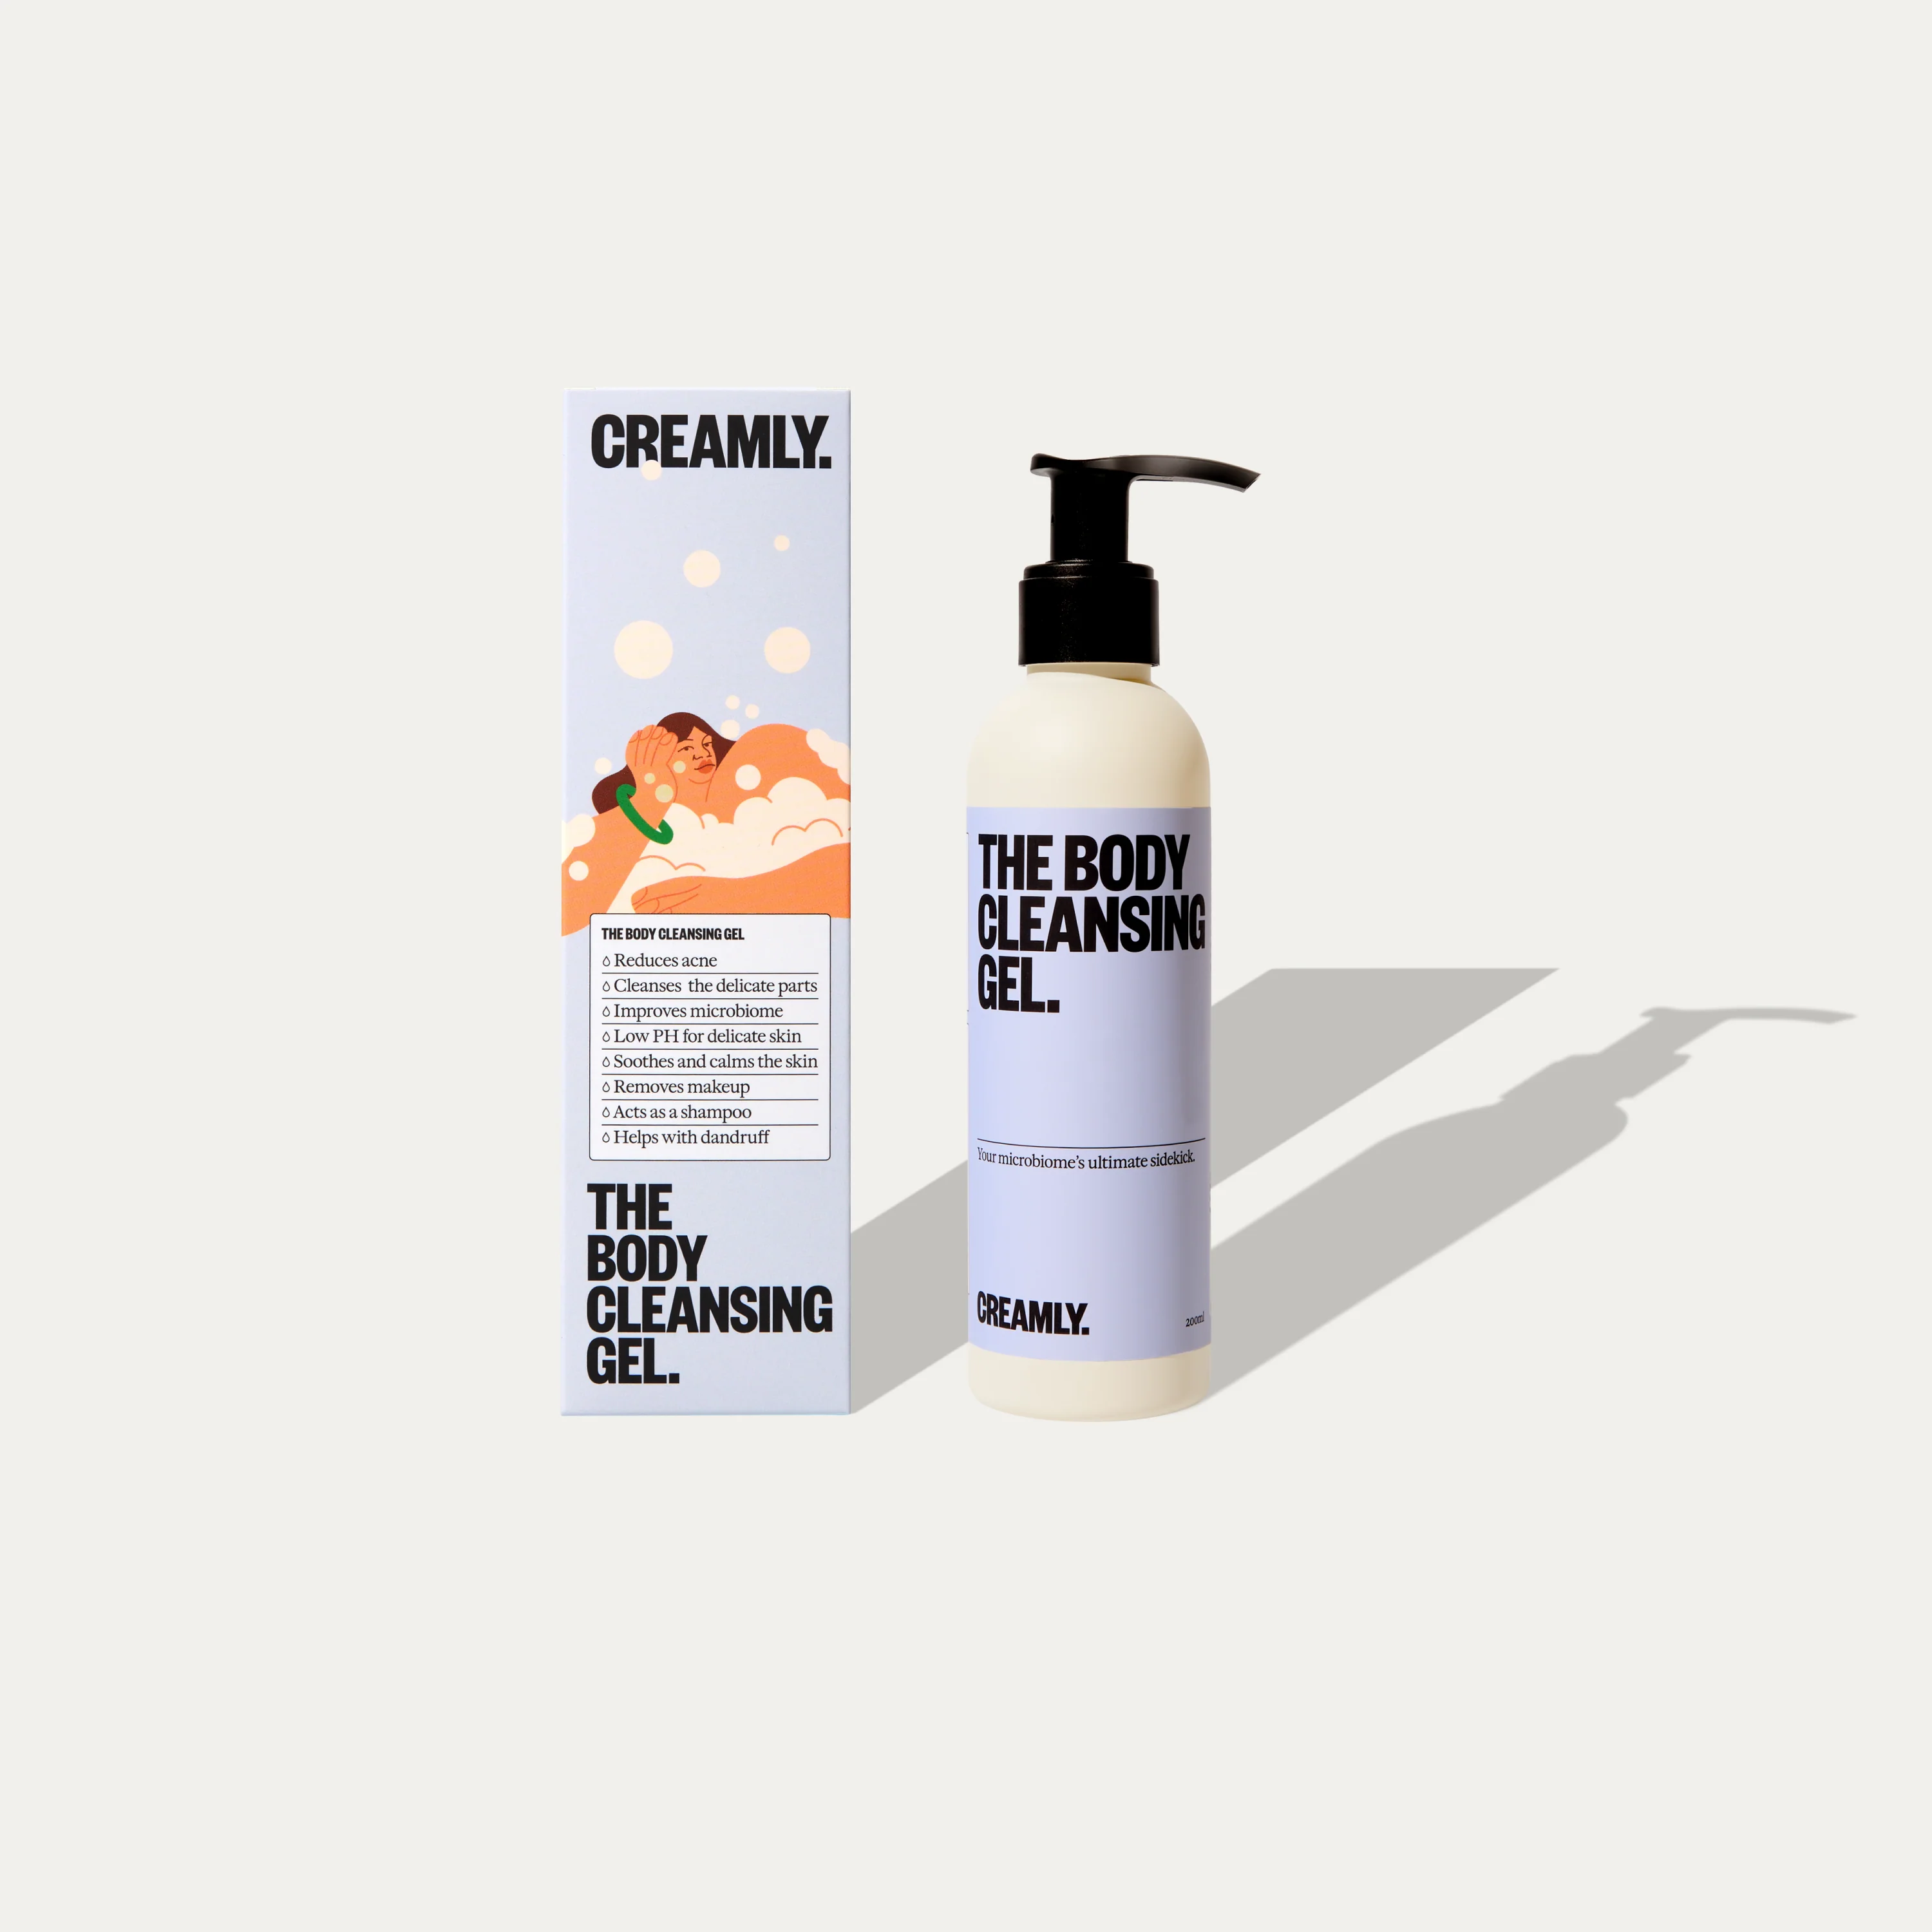 CREAMLY.
THE BODY CLEANSING GEL
Reduces acne
Cleanses the delicate parts
Improves microbiome
Low PH for delicate skin
Soothes and calms the skin
Removes makeup
Acts as a shampoo
Helps with dandruff
THE
BODY
CLEANSING
GEL.
THE BODY
CLEANSING
GEL.
Your microbiome's ultimate sidekick.
CREAMLY.
200ml